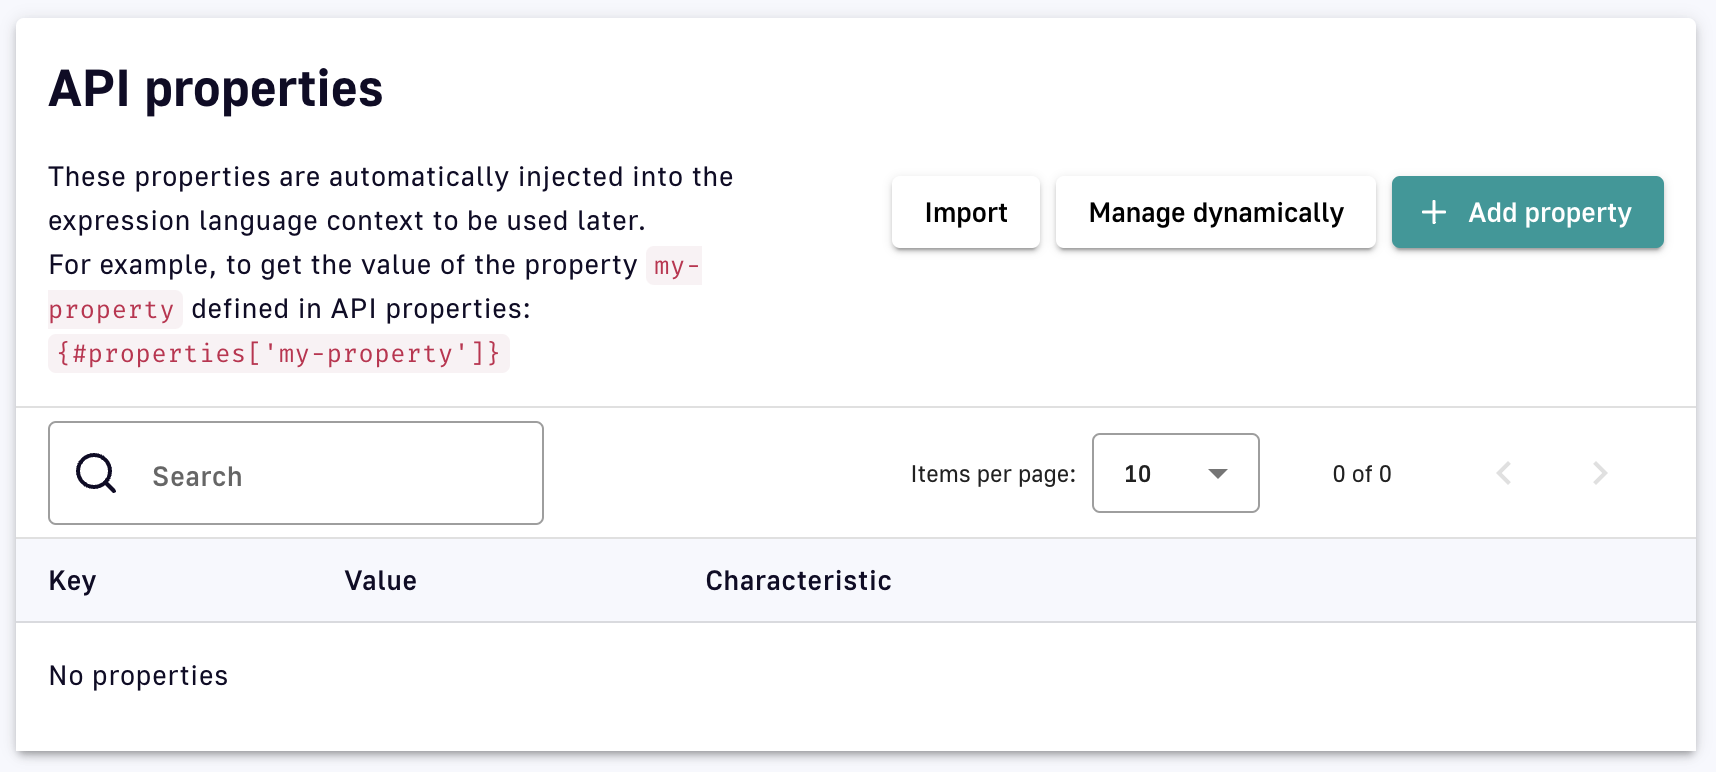 API properties
These properties are automatically injected into the
expression language context to be used later.
For example, to get the value of the property my-
property defined in API properties:
{#properties['my-property']}
Import
Manage dynamically
Add property
Search
Items per page:
10
0 of 0
Key
Value
Characteristic
No properties